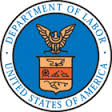 DEPARTMENT OF LABOR
UNITED STATES OF AMERICA